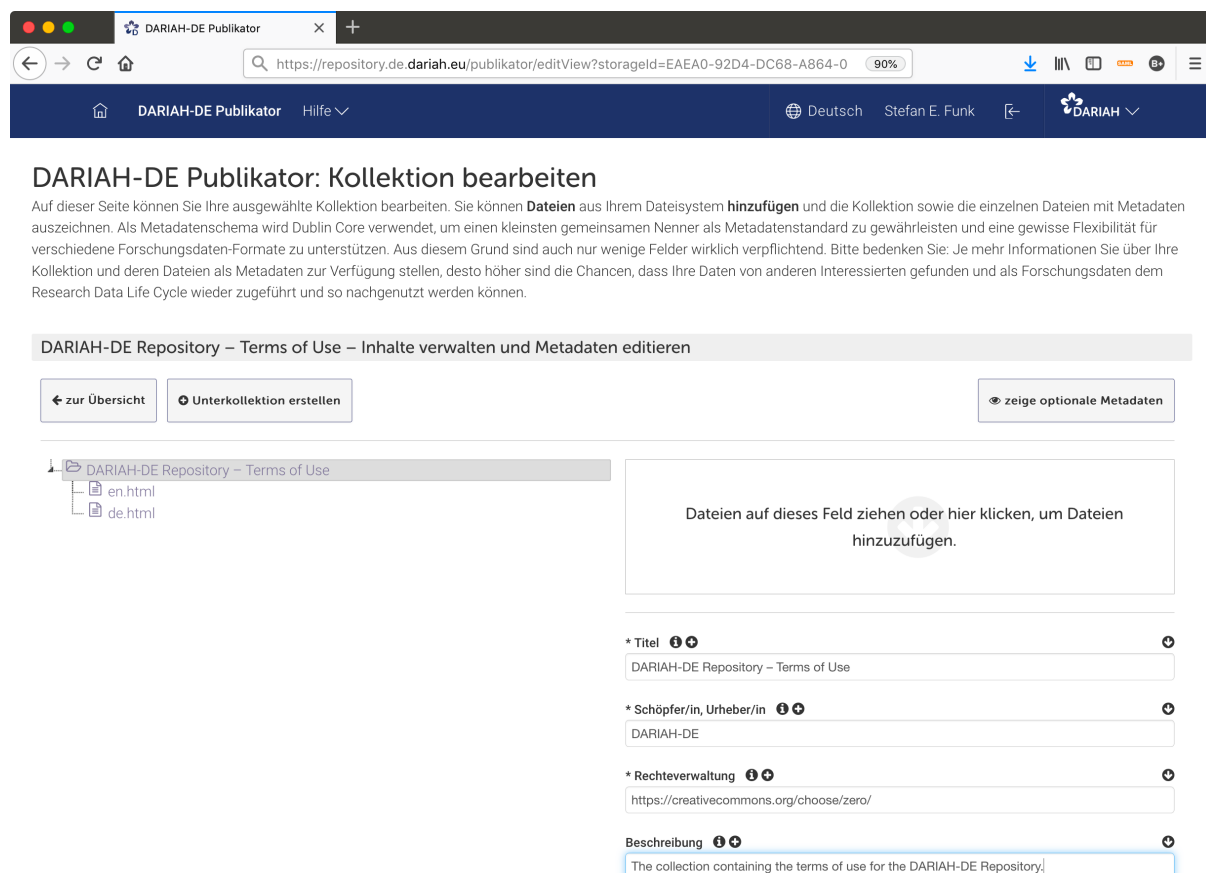 DARIAH-DE Publikator
https://repository.de.dariah.eu/publikator/editView?storageId=EAEA0-92D4-DC68-A864-0 90%
DARIAH-DE Publikator Hilfe Deutsch Stefan E. Funk DARIAH
DARIAH-DE Publikator: Kollektion bearbeiten
Auf dieser Seite können Sie Ihre ausgewählte Kollektion bearbeiten. Sie können Dateien aus Ihrem Dateisystem hinzufügen und die Kollektion sowie die einzelnen Dateien mit Metadaten
auszeichnen. Als Metadatenschema wird Dublin Core verwendet, um einen kleinsten gemeinsamen Nenner als Metadatenstandard zu gewährleisten und eine gewisse Flexibilität für
verschiedene Forschungsdaten-Formate zu unterstützen. Aus diesem Grund sind auch nur wenige Felder wirklich verpflichtend. Bitte bedenken Sie: Je mehr Informationen Sie über Ihre
Kollektion und deren Dateien als Metadaten zur Verfügung stellen, desto höher sind die Chancen, dass Ihre Daten von anderen Interessierten gefunden und als Forschungsdaten dem
Research Data Life Cycle wieder zugeführt und so nachgenutzt werden können.
DARIAH-DE Repository – Terms of Use – Inhalte verwalten und Metadaten editieren
zur Übersicht Unterkollektion erstellen zeige optionale Metadaten
DARIAH-DE Repository – Terms of Use
en.html
de.html
Dateien auf dieses Feld ziehen oder hier klicken, um Dateien
hinzuzufügen.
* Titel
DARIAH-DE Repository – Terms of Use
* Schöpfer/in, Urheber/in
DARIAH-DE
* Rechteverwaltung
https://creativecommons.org/choose/zero/
Beschreibung
The collection containing the terms of use for the DARIAH-DE Repository.